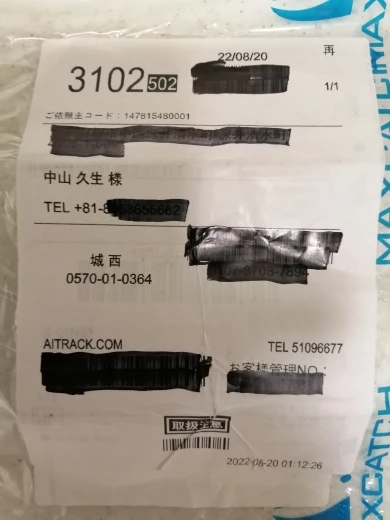 22/08/20
再
3102 502
1/1
ご依頼主コード：147815480001
中山 久生 様
TEL +81-8
城西
0570-01-0364
AITRACK.COM
TEL 51096677
お客様管理NO.:
取扱注意
2022-08-20 01:12:26
MAXCATCH
MAXCATCH